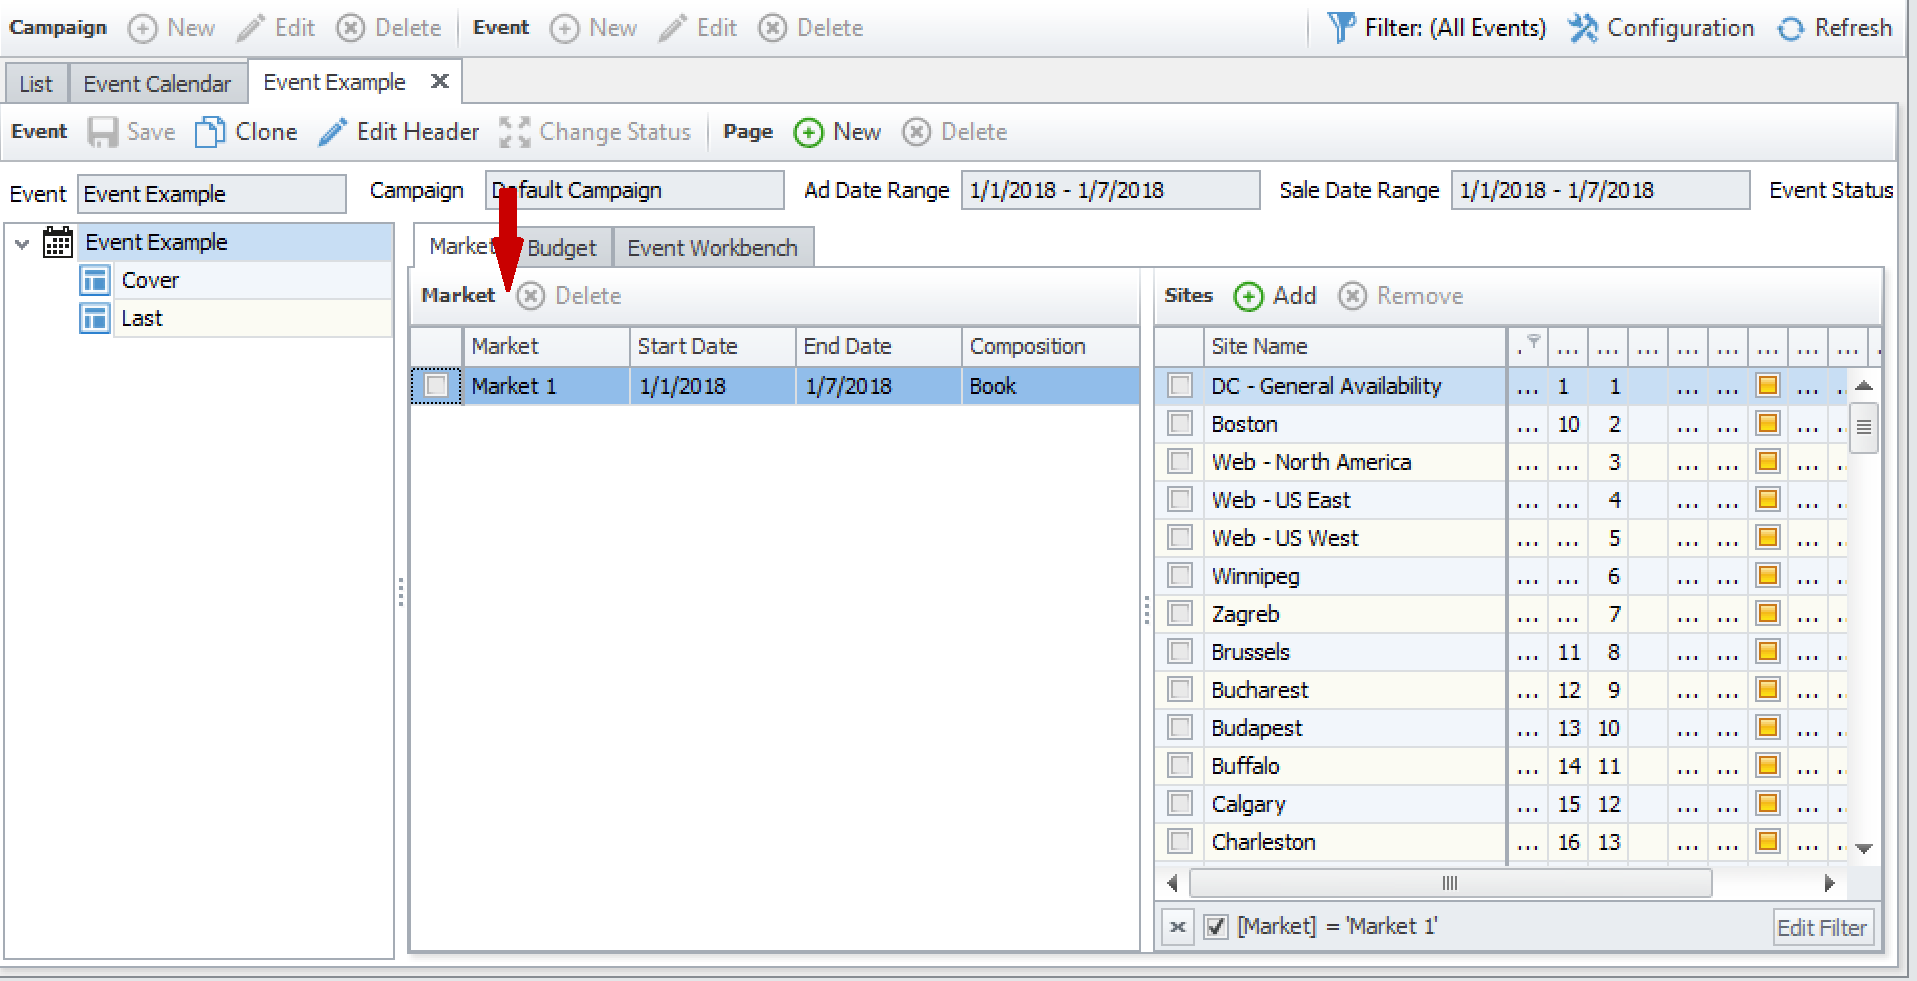 Campaign New Edit Delete Event New Edit Delete Filter: (All Events) Configuration Refresh
List Event Calendar Event Example
Event Save Clone Edit Header Change Status Page New Delete
Event Event Example Campaign Default Campaign Ad Date Range 1/1/2018 - 1/7/2018 Sale Date Range 1/1/2018 - 1/7/2018 Event Status
Event Example
Cover
Last
Market Budget Event Workbench
Market Delete
Market Start Date End Date Composition
Market 1 1/1/2018 1/7/2018 Book
Sites Add Remove
Site Name . ... ... ... ... ... ... ... ... .
DC - General Availability ... 1 1 ... ... ... ..
Boston ... 10 2 ... ... ... ..
Web - North America ... ... 3 ... ... ... ..
Web - US East ... ... 4 ... ... ... ..
Web - US West ... ... 5 ... ... ... ..
Winnipeg ... ... 6 ... ... ... ..
Zagreb ... ... 7 ... ... ... ..
Brussels ... 11 8 ... ... ... ..
Bucharest ... 12 9 ... ... ... ..
Budapest ... 13 10 ... ... ... ..
Buffalo ... 14 11 ... ... ... ..
Calgary ... 15 12 ... ... ... ..
Charleston ... 16 13 ... ... ... ..
[Market] = 'Market 1' Edit Filter